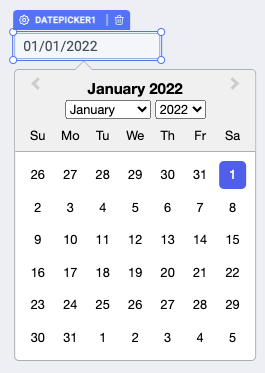 DATEPICKER1
01/01/2022
January 2022
January 2022
Su Mo Tu We Th Fr Sa
26 27 28 29 30 31 1
2 3 4 5 6 7 8
9 10 11 12 13 14 15
16 17 18 19 20 21 22
23 24 25 26 27 28 29
30 31 1 2 3 4 5